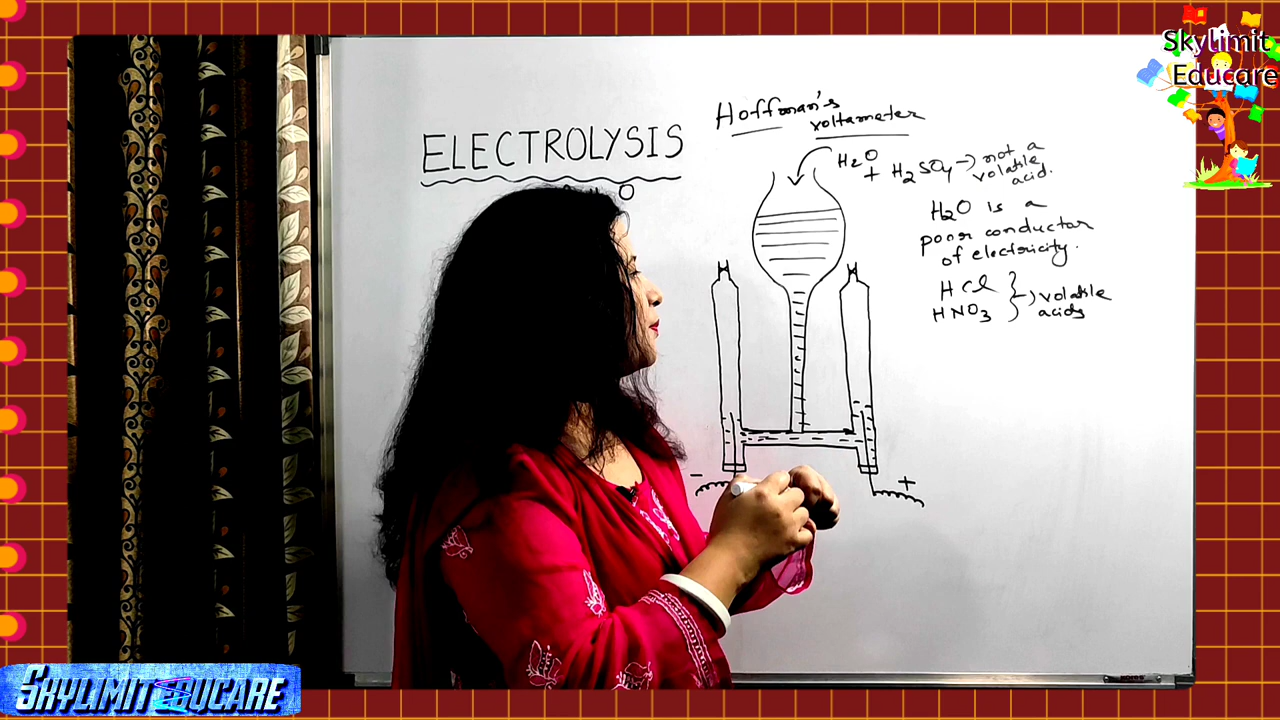 Skylimit
Educare
ELECTROLYSIS
Hoffman's
voltameter
H₂O
+ H₂SO₄ → not a
volatile
acid.
H₂O is a
poor conductor
of electricity.
HCl
HNO₃ } → volatile
acids
-
+
SKYLIMIT EDUCARE